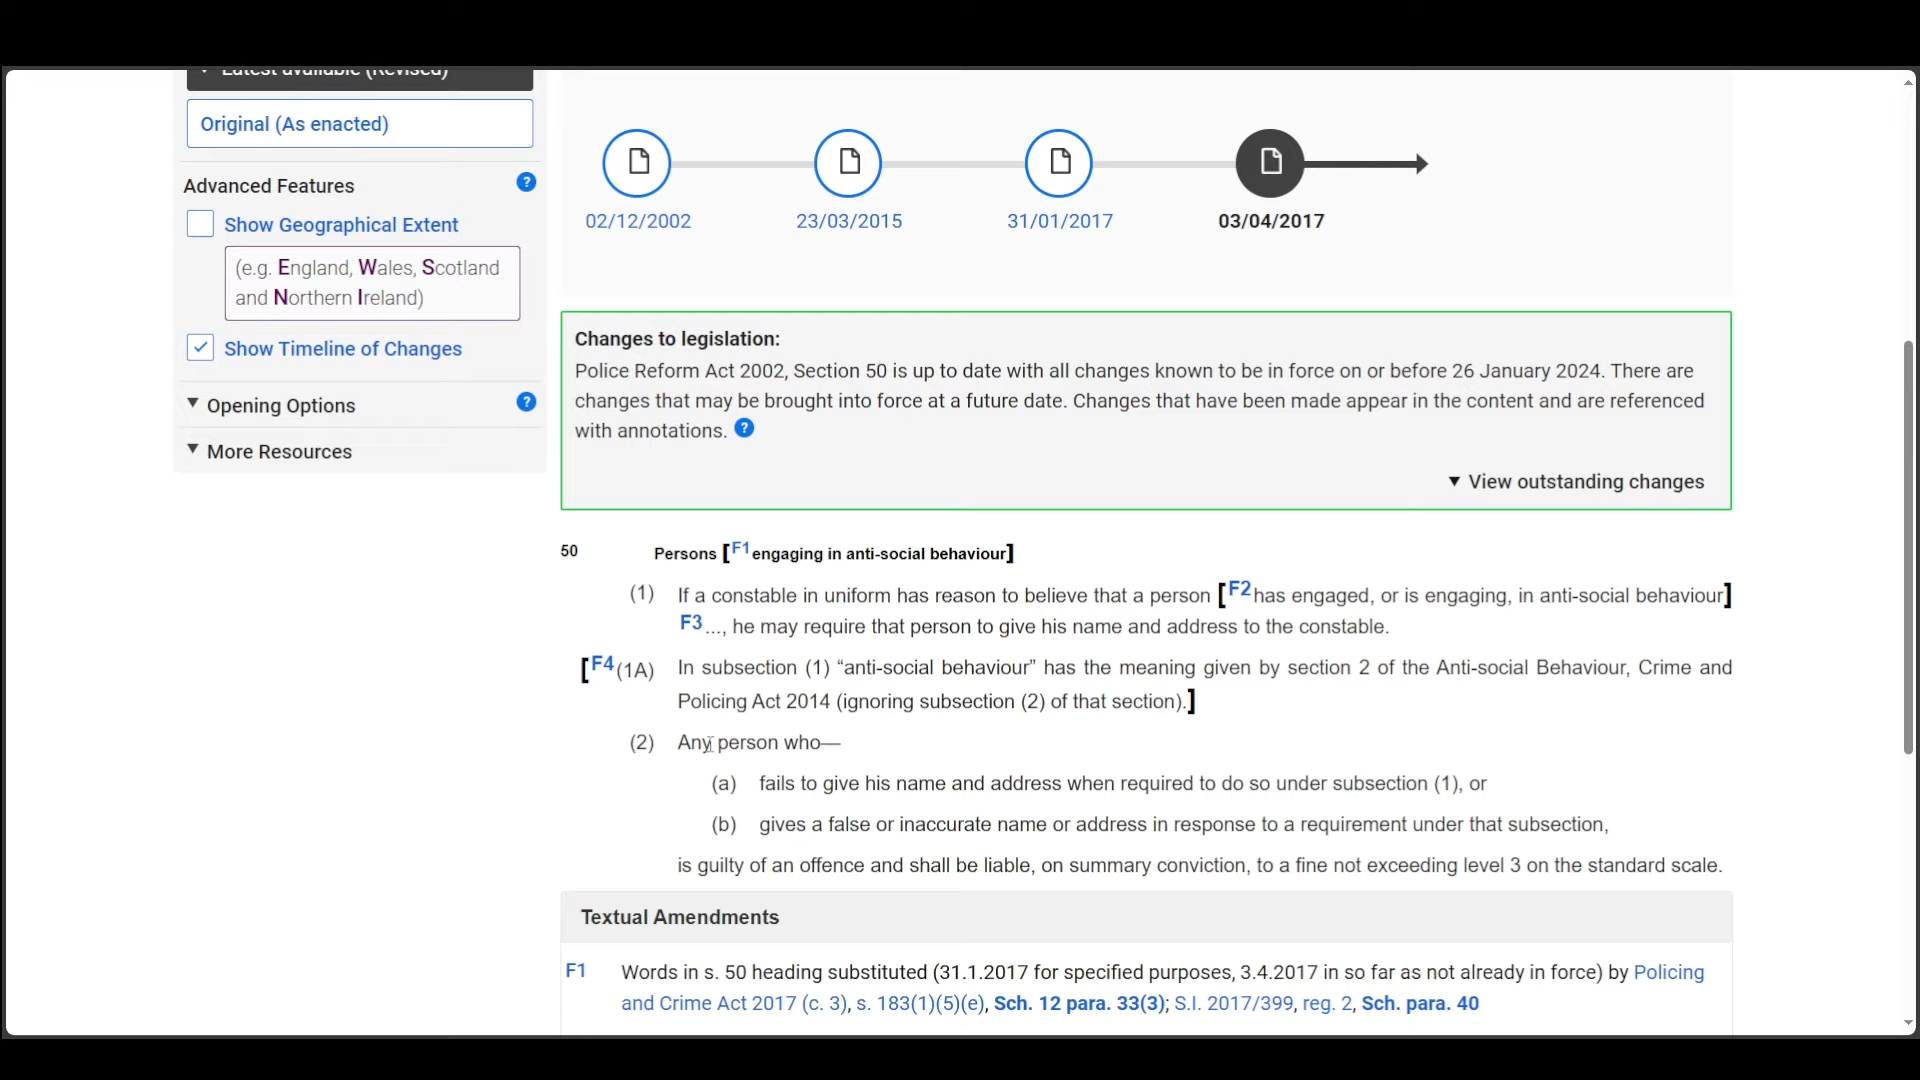 Latest available (Revised)
Original (As enacted)
Advanced Features
?
Show Geographical Extent
(e.g. England, Wales, Scotland
and Northern Ireland)
Show Timeline of Changes
Opening Options
?
More Resources
02/12/2002
23/03/2015
31/01/2017
03/04/2017
Changes to legislation:
Police Reform Act 2002, Section 50 is up to date with all changes known to be in force on or before 26 January 2024. There are
changes that may be brought into force at a future date. Changes that have been made appear in the content and are referenced
with annotations. ?
View outstanding changes
50 Persons [F1 engaging in anti-social behaviour]
(1) If a constable in uniform has reason to believe that a person [F2 has engaged, or is engaging, in anti-social behaviour]
F3 ..., he may require that person to give his name and address to the constable.
[F4 (1A) In subsection (1) “anti-social behaviour” has the meaning given by section 2 of the Anti-social Behaviour, Crime and
Policing Act 2014 (ignoring subsection (2) of that section).]
(2) Any person who—
(a) fails to give his name and address when required to do so under subsection (1), or
(b) gives a false or inaccurate name or address in response to a requirement under that subsection,
is guilty of an offence and shall be liable, on summary conviction, to a fine not exceeding level 3 on the standard scale.
Textual Amendments
F1 Words in s. 50 heading substituted (31.1.2017 for specified purposes, 3.4.2017 in so far as not already in force) by Policing
and Crime Act 2017 (c. 3), s. 183(1)(5)(e), Sch. 12 para. 33(3); S.I. 2017/399, reg. 2, Sch. para. 40